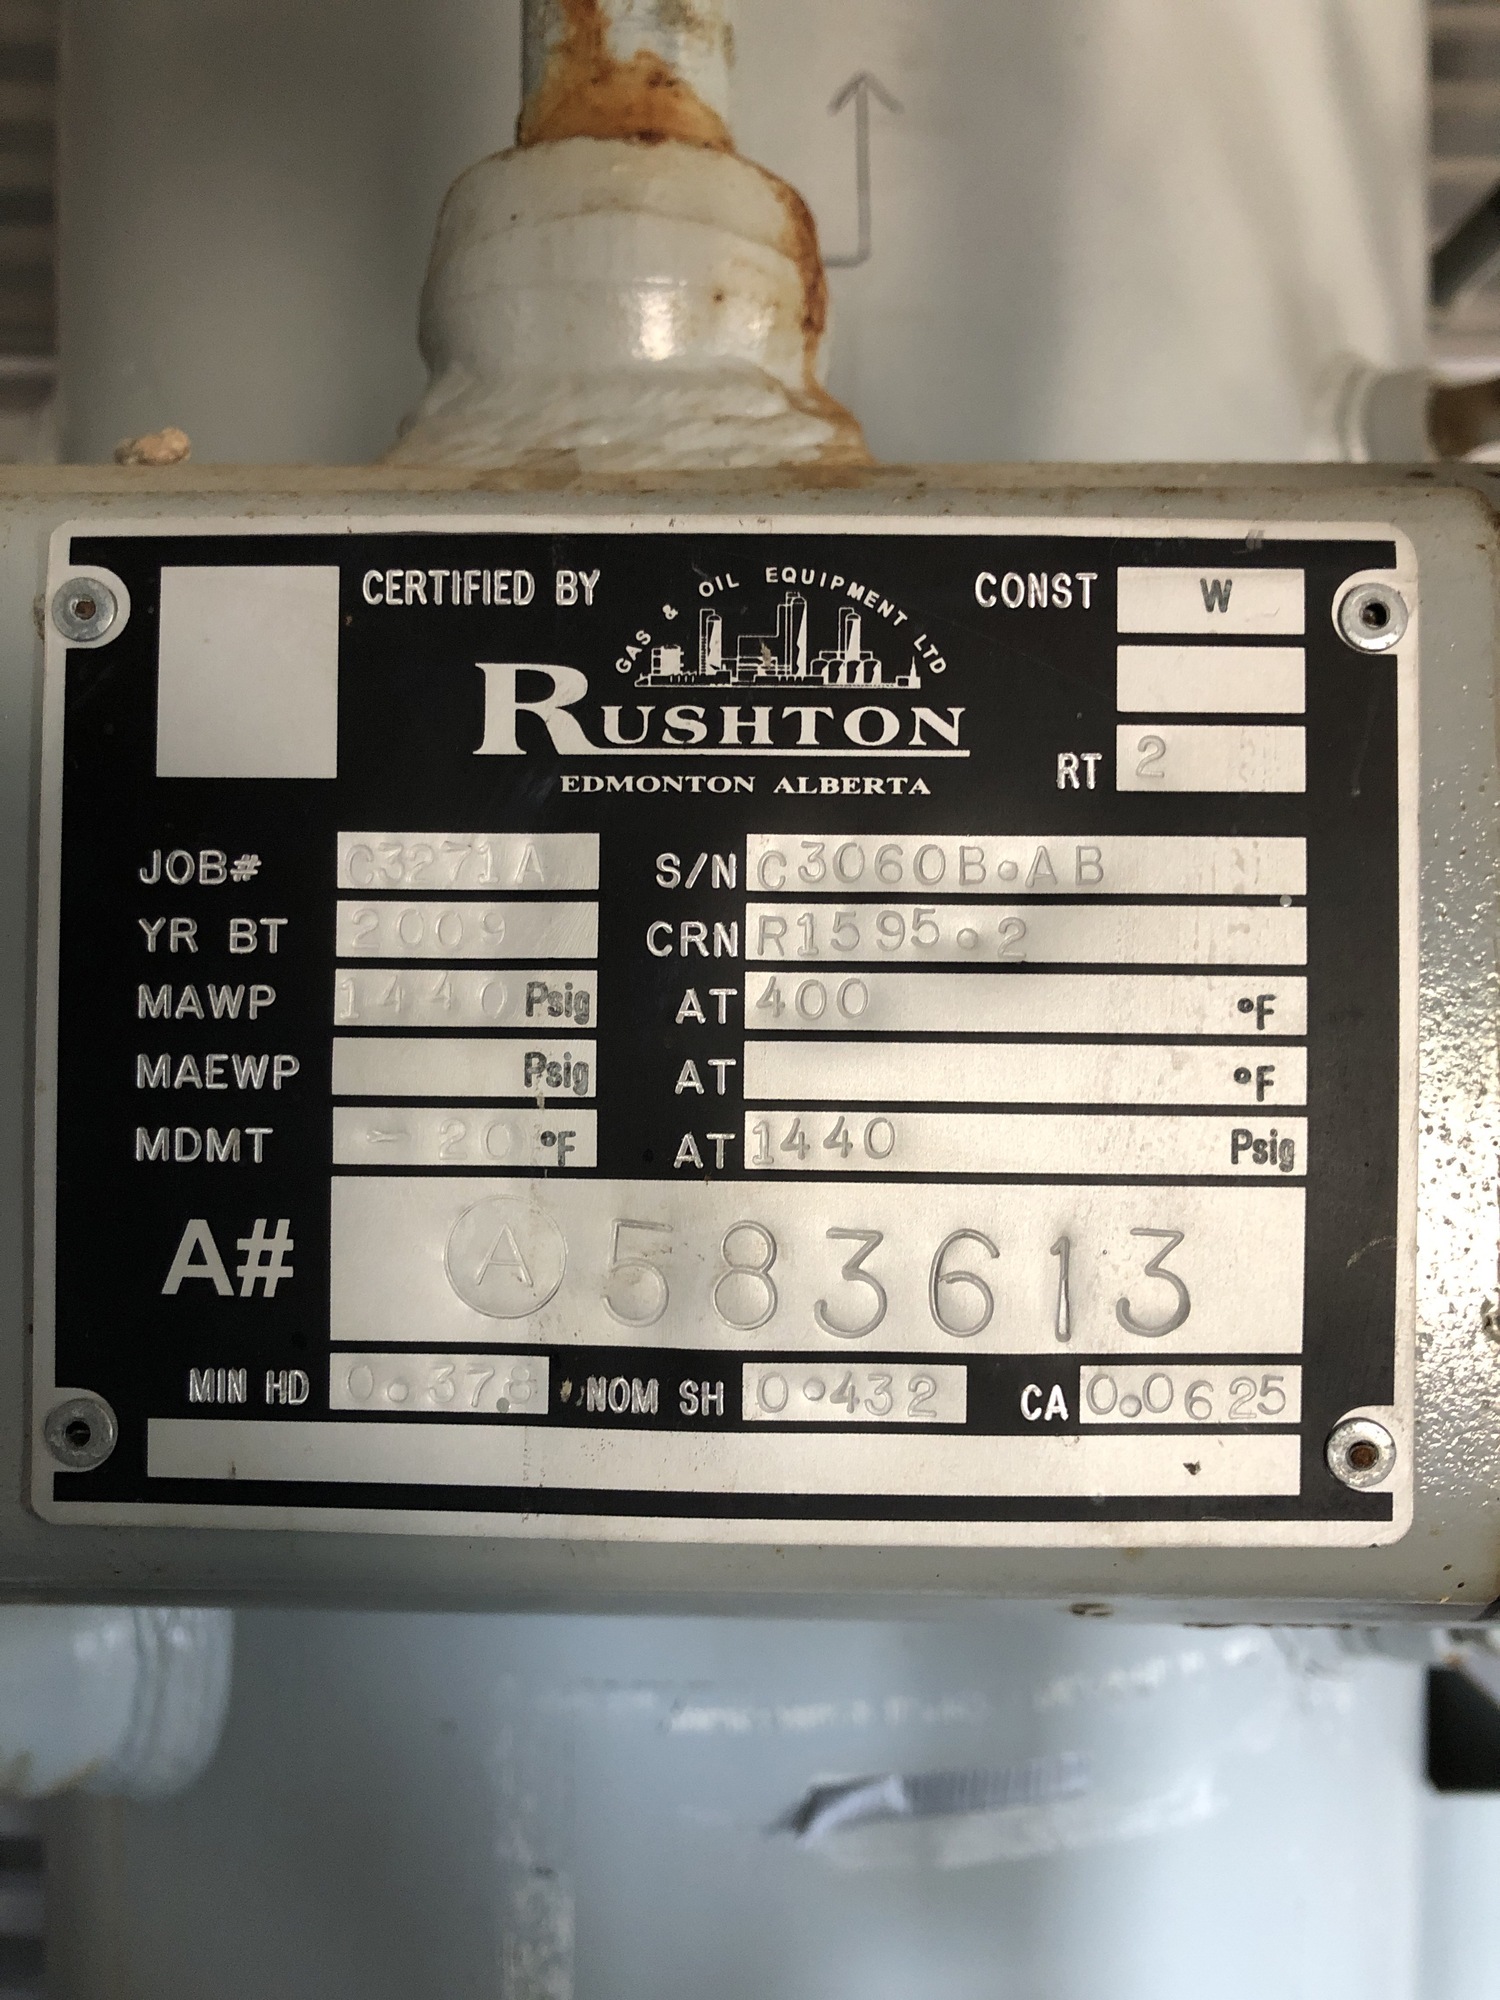 CERTIFIED BY
GAS & OIL EQUIPMENT LTD
CONST W
RUSHTON
EDMONTON ALBERTA
RT 2
JOB# C3271A S/N C3060B•AB
YR BT 2009 CRN R1595•2
MAWP 1440 Psig AT 400 °F
MAEWP Psig AT °F
MDMT -20 °F AT 1440 Psig
A# Ⓐ583613
MIN HD 0.378 NOM SH 0.432 CA 0.0625